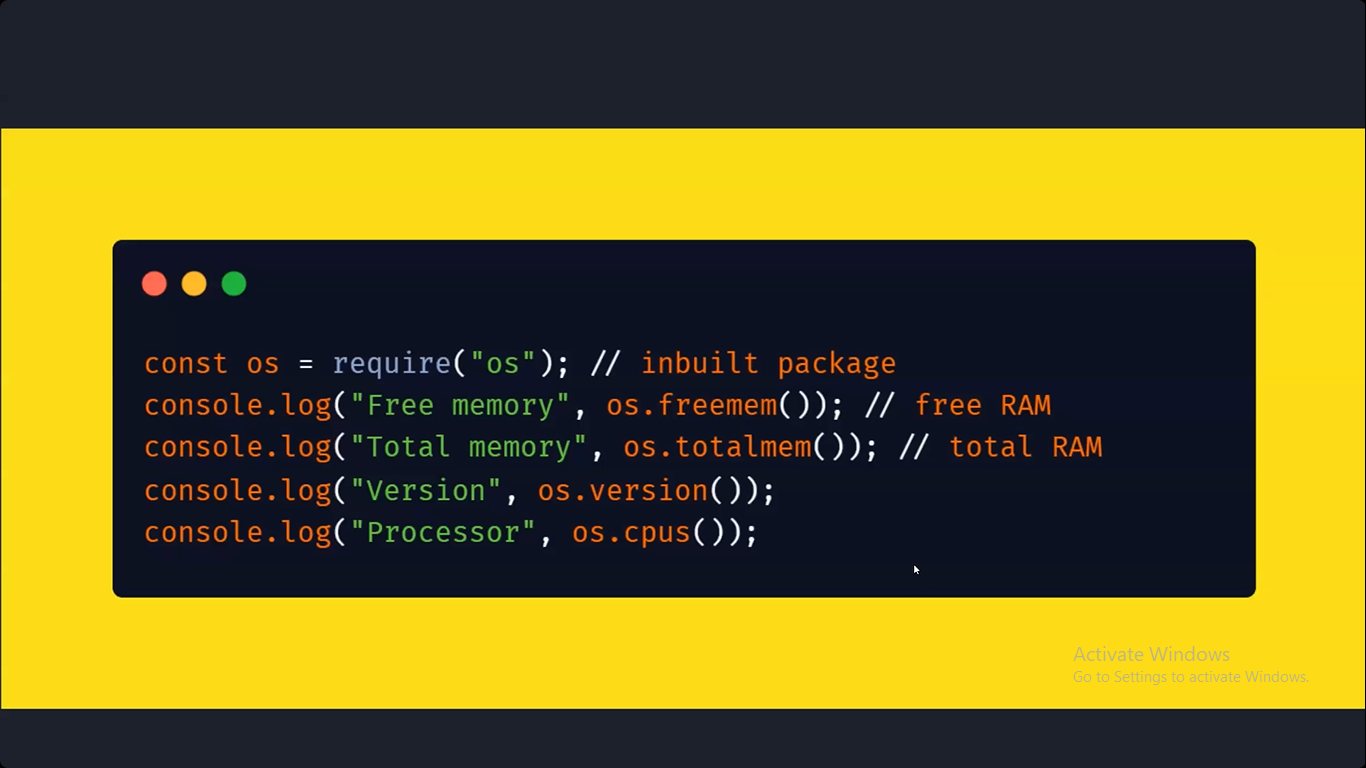 const os = require("os"); // inbuilt package
console.log("Free memory", os.freemem()); // free RAM
console.log("Total memory", os.totalmem()); // total RAM
console.log("Version", os.version());
console.log("Processor", os.cpus());
Activate Windows
Go to Settings to activate Windows.